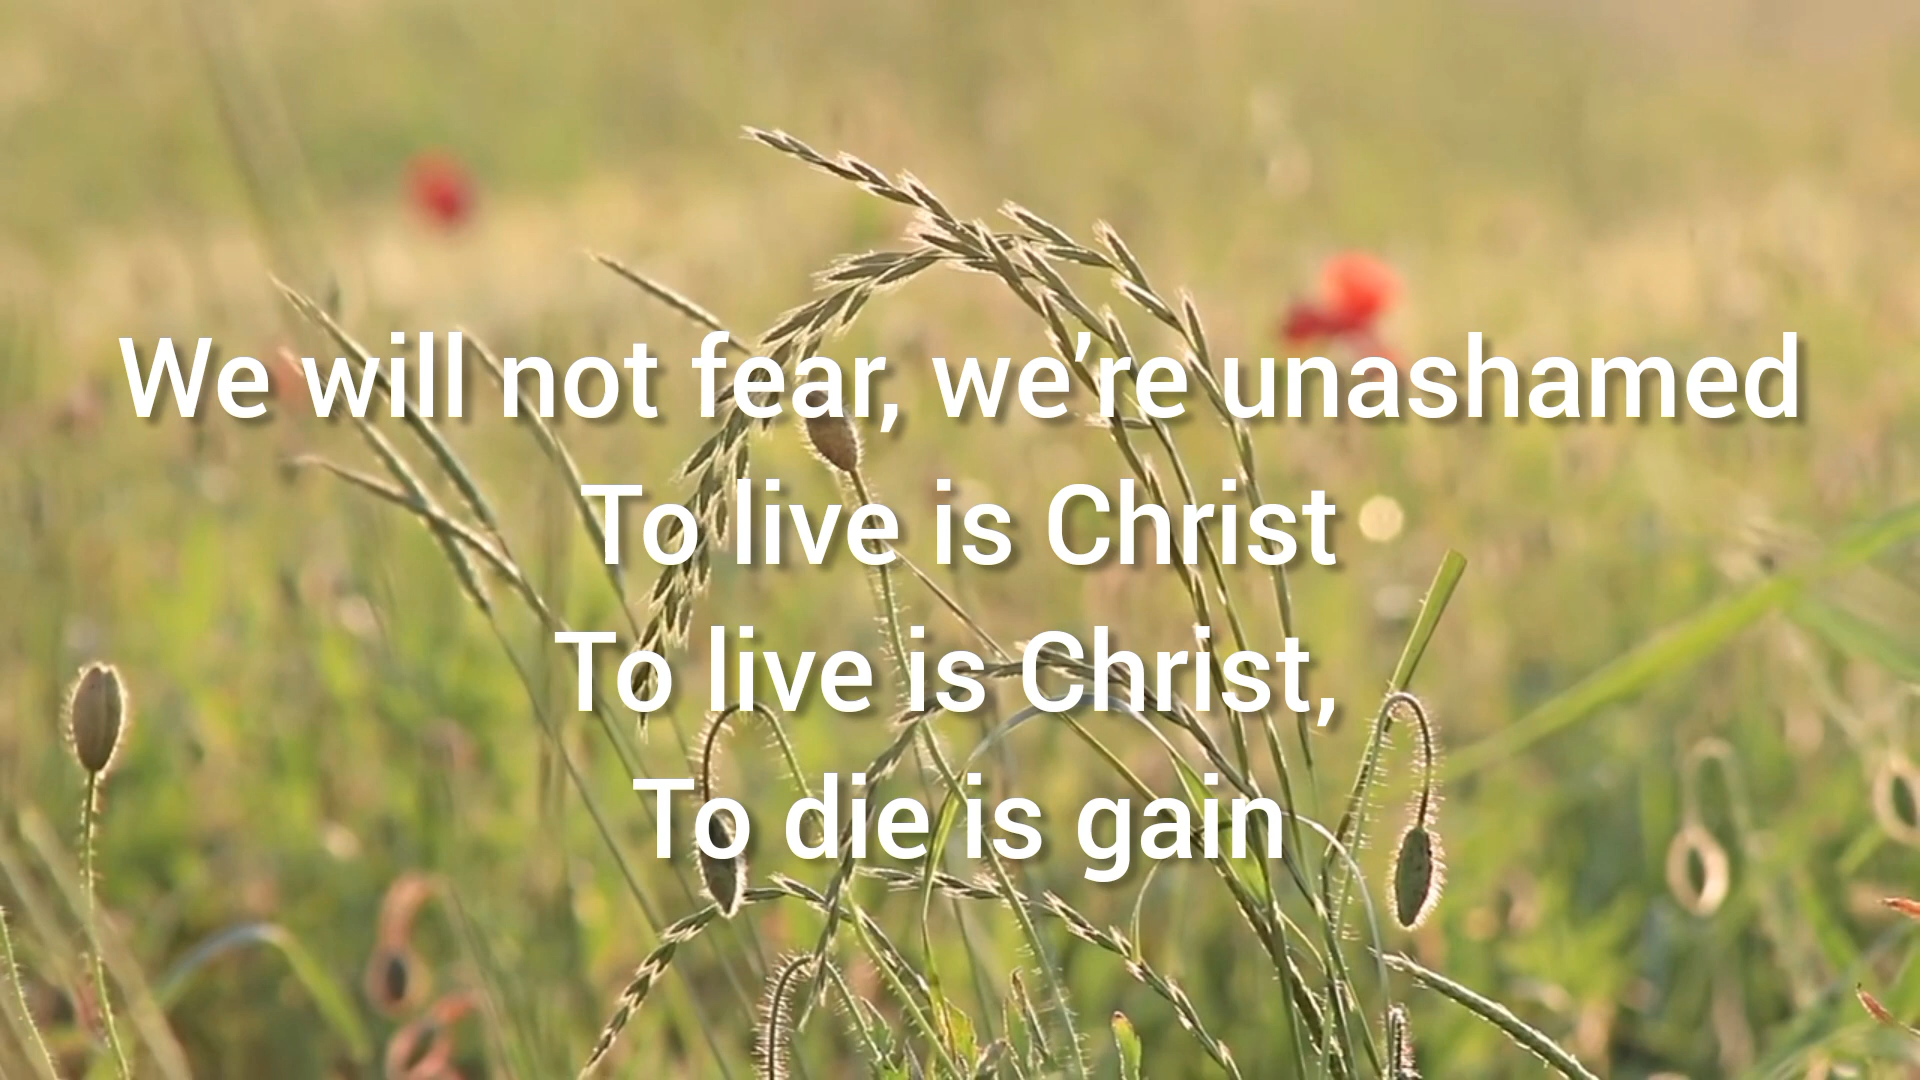 We will not fear, we’re unashamed
To live is Christ
To live is Christ,
To die is gain